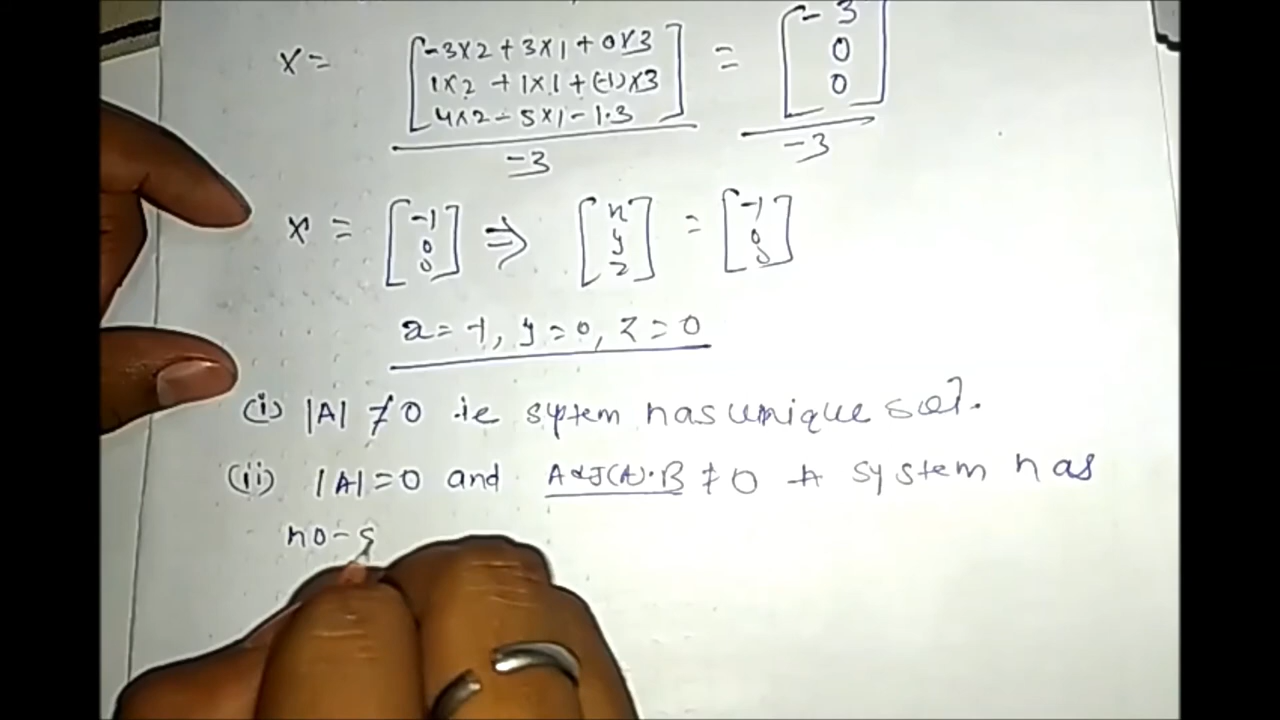 x = [-3x2 + 3x1 + 0x3 = [-3
1x2 + 1x1 + (-1)x3 0
4x2 - 5x1 - 1.3] 0]
-3 -3
x = [-1 0 0] ⇒ [x y z] = [-1 0 0]
x = -1, y = 0, z = 0
(i) |A| ≠ 0 ie system has unique sol.
(ii) |A| = 0 and AdJ(A)·B ≠ 0 system has
no-s